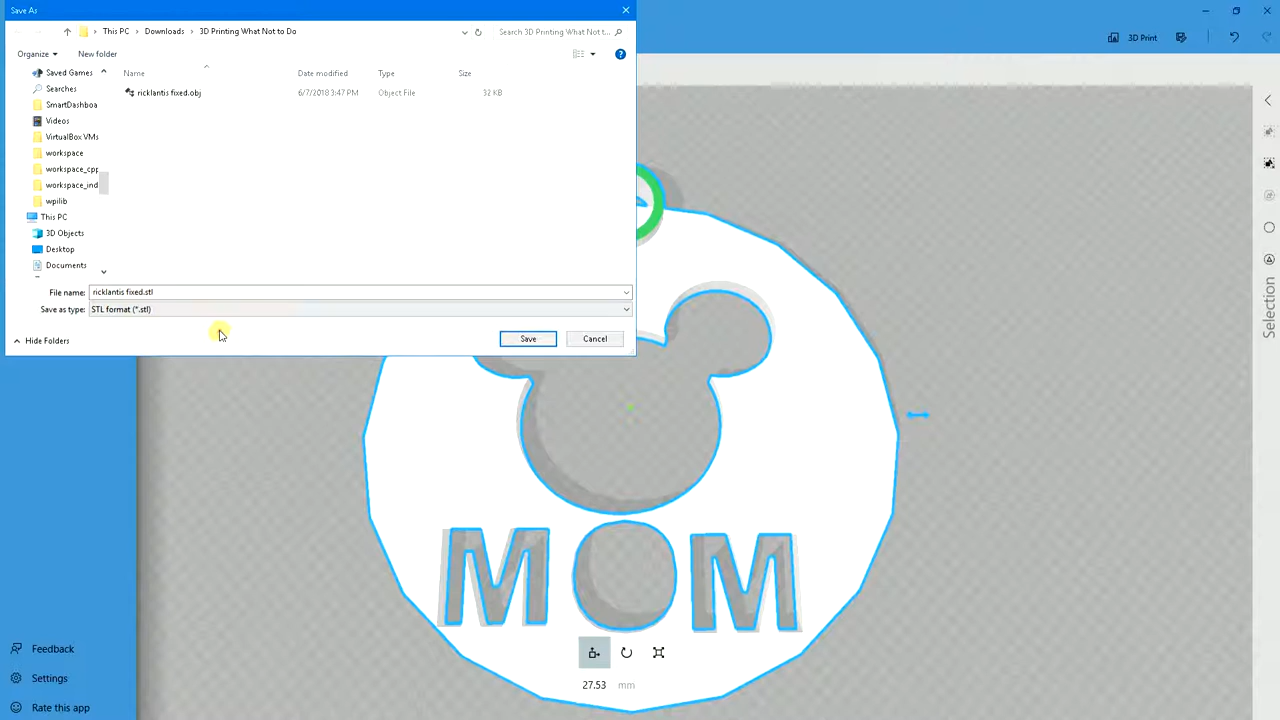 Save As
This PC > Downloads > 3D Printing What Not to Do
Search 3D Printing What Not t...
Organize
New folder
Name
Date modified
Type
Size
ricklantis fixed.obj
6/7/2018 3:47 PM
Object File
32 KB
Saved Games
Searches
SmartDashboa
Videos
VirtualBox VMs
workspace
workspace_cpp
workspace_ind
wpilib
This PC
3D Objects
Desktop
Documents
File name: ricklantis fixed.stl
Save as type: STL format (*.stl)
Hide Folders
Save
Cancel
3D Print
Selection
MOM
27.53 mm
Feedback
Settings
Rate this app